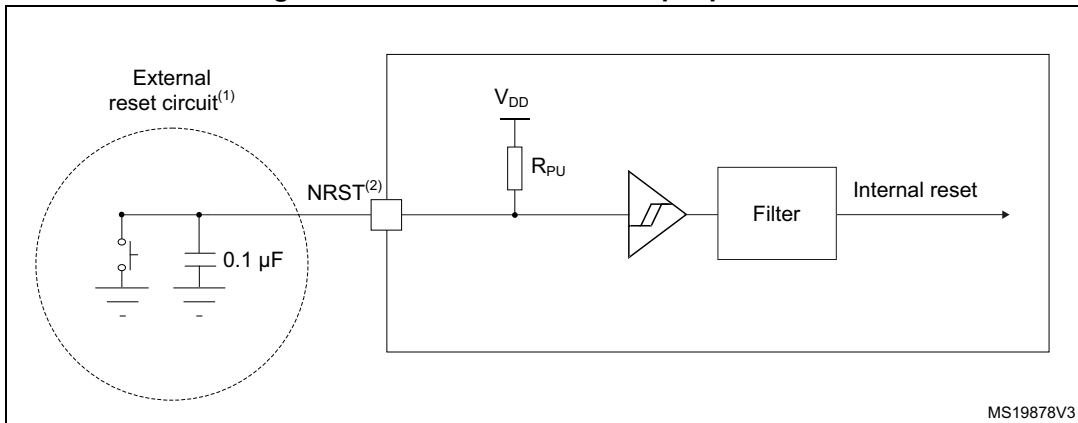 External
reset circuit(1)
VDD
RPU
NRST(2)
Filter
Internal reset
0.1 µF
MS19878V3